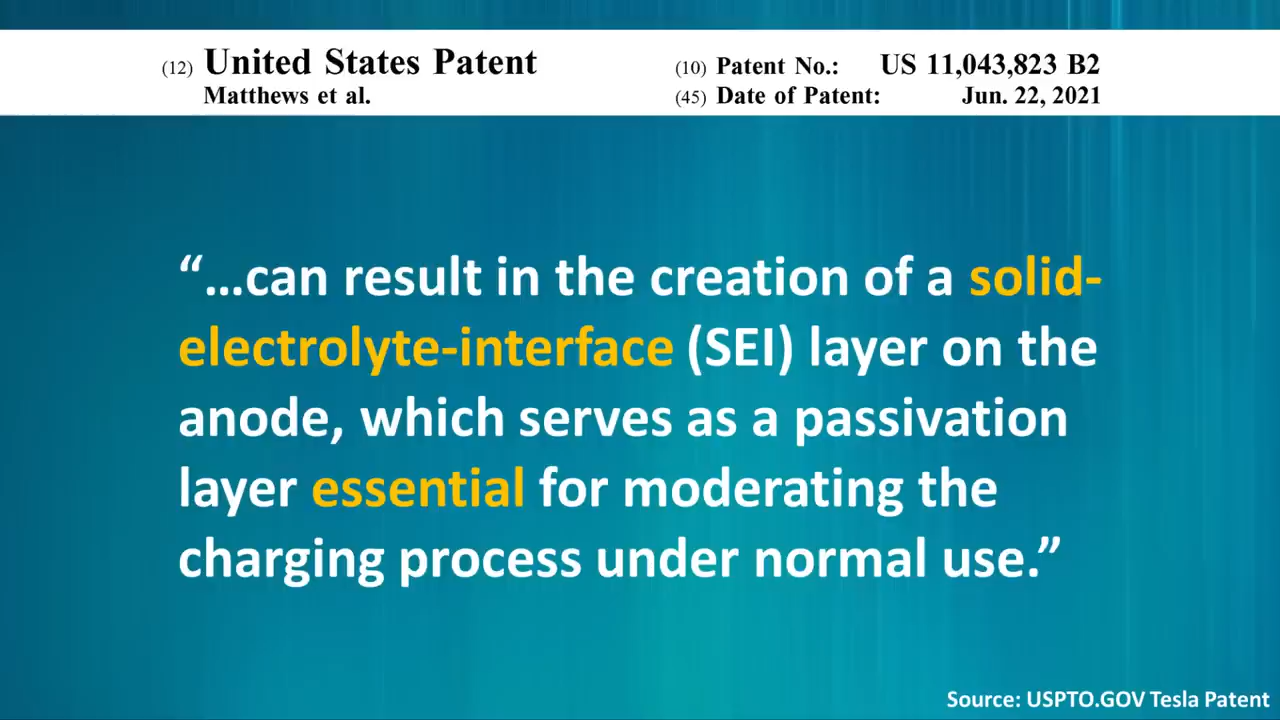 (12) United States Patent (10) Patent No.: US 11,043,823 B2
Matthews et al. (45) Date of Patent: Jun. 22, 2021
“…can result in the creation of a solid-
electrolyte-interface (SEI) layer on the
anode, which serves as a passivation
layer essential for moderating the
charging process under normal use.”
Source: USPTO.GOV Tesla Patent